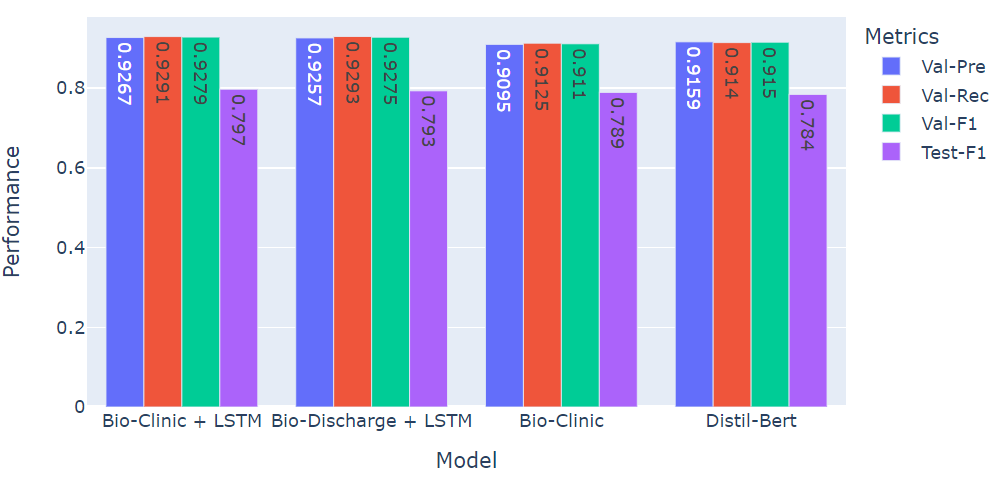 Metrics
Val-Pre
Val-Rec
Val-F1
Test-F1
Performance
0.8
0.6
0.4
0.2
0
0.9267
0.9291
0.9279
0.797
0.9257
0.9293
0.9275
0.793
0.9095
0.9125
0.911
0.789
0.9159
0.914
0.915
0.784
Bio-Clinic + LSTM
Bio-Discharge + LSTM
Bio-Clinic
Distil-Bert
Model